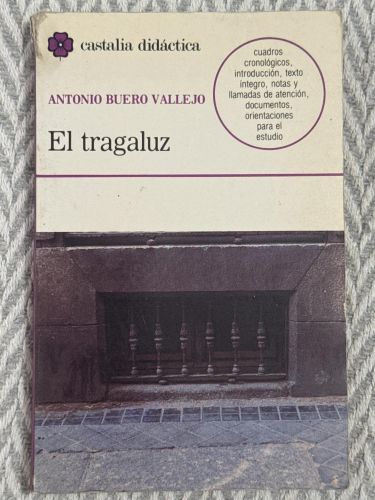 castalia didáctica
cuadros
cronológicos,
introducción, texto
íntegro, notas y
llamadas de atención,
documentos,
orientaciones
para el
estudio
ANTONIO BUERO VALLEJO
El tragaluz